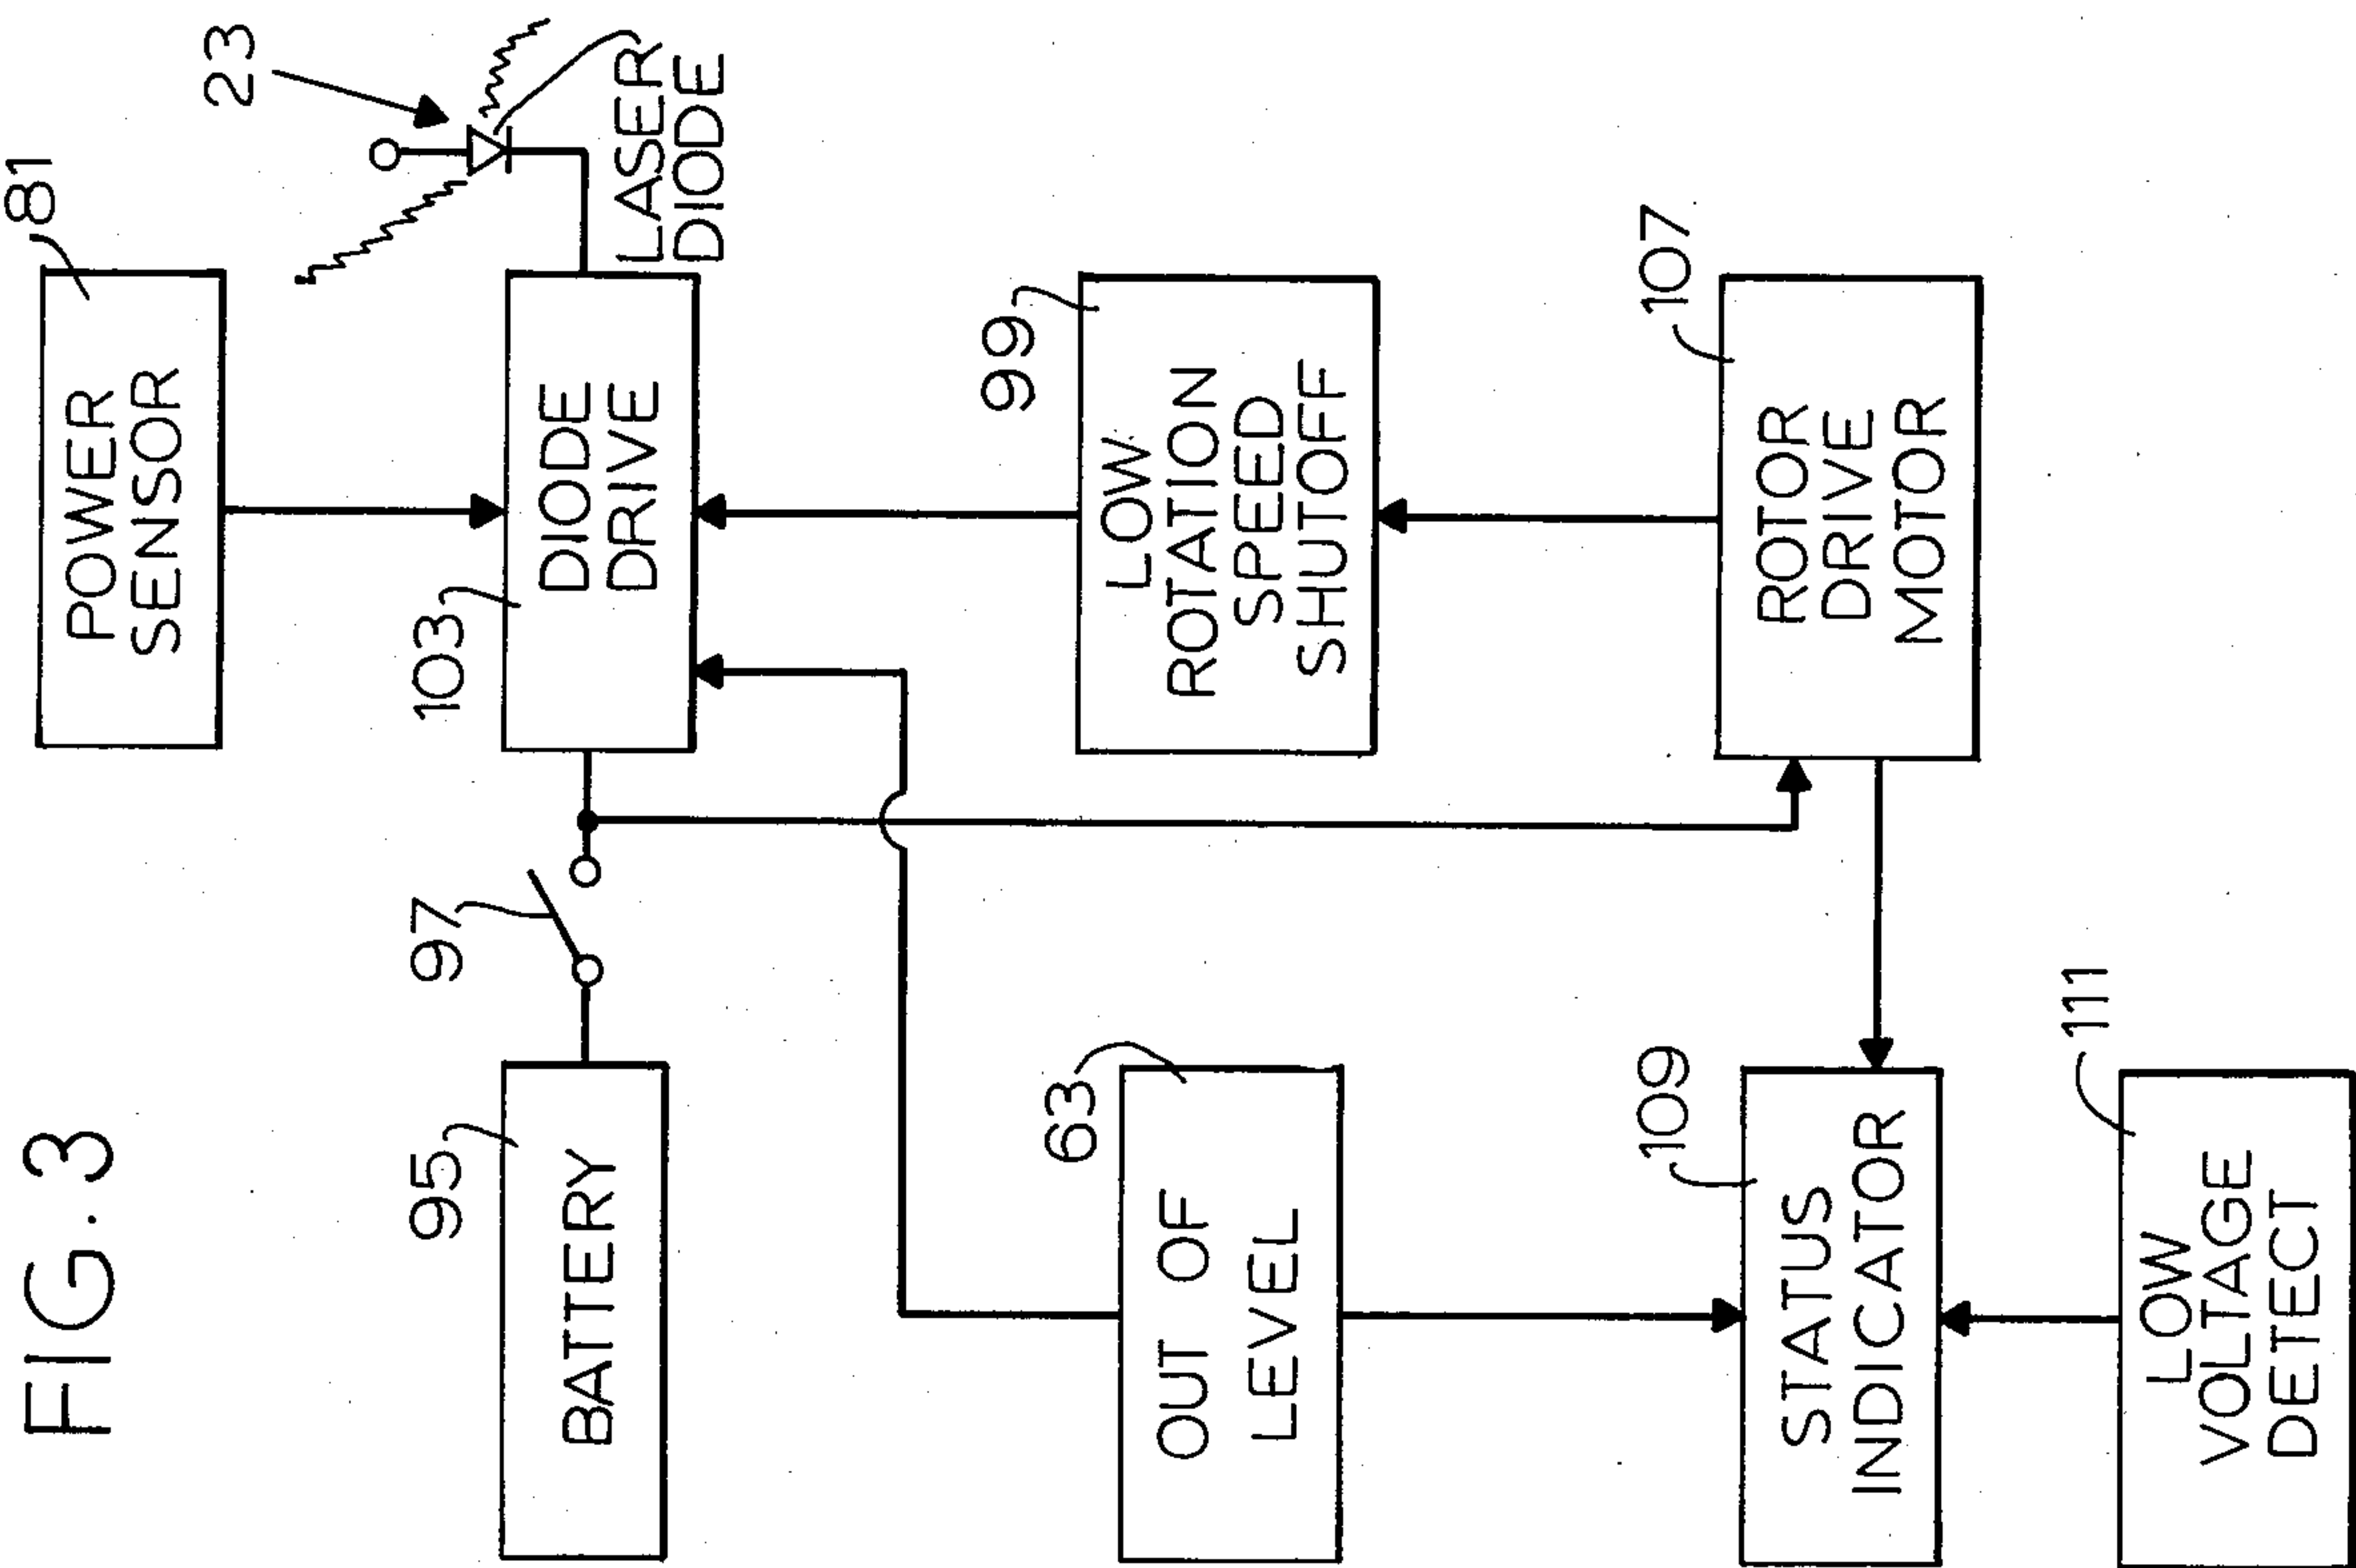 FIG. 3
81
POWER
SENSOR
23
LASER
DIODE
95
BATTERY
97
103
DIODE
DRIVE
63
OUT OF
LEVEL
99
LOW
ROTATION
SPEED
SHUTOFF
109
STATUS
INDICATOR
107
ROTOR
DRIVE
MOTOR
111
LOW
VOLTAGE
DETECT